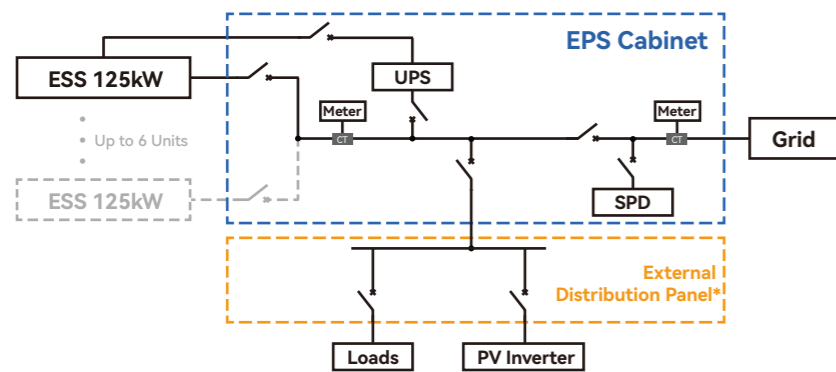 EPS Cabinet
ESS 125kW
UPS
Meter
Meter
CT
CT
Grid
Up to 6 Units
ESS 125kW
SPD
External
Distribution Panel*
Loads
PV Inverter